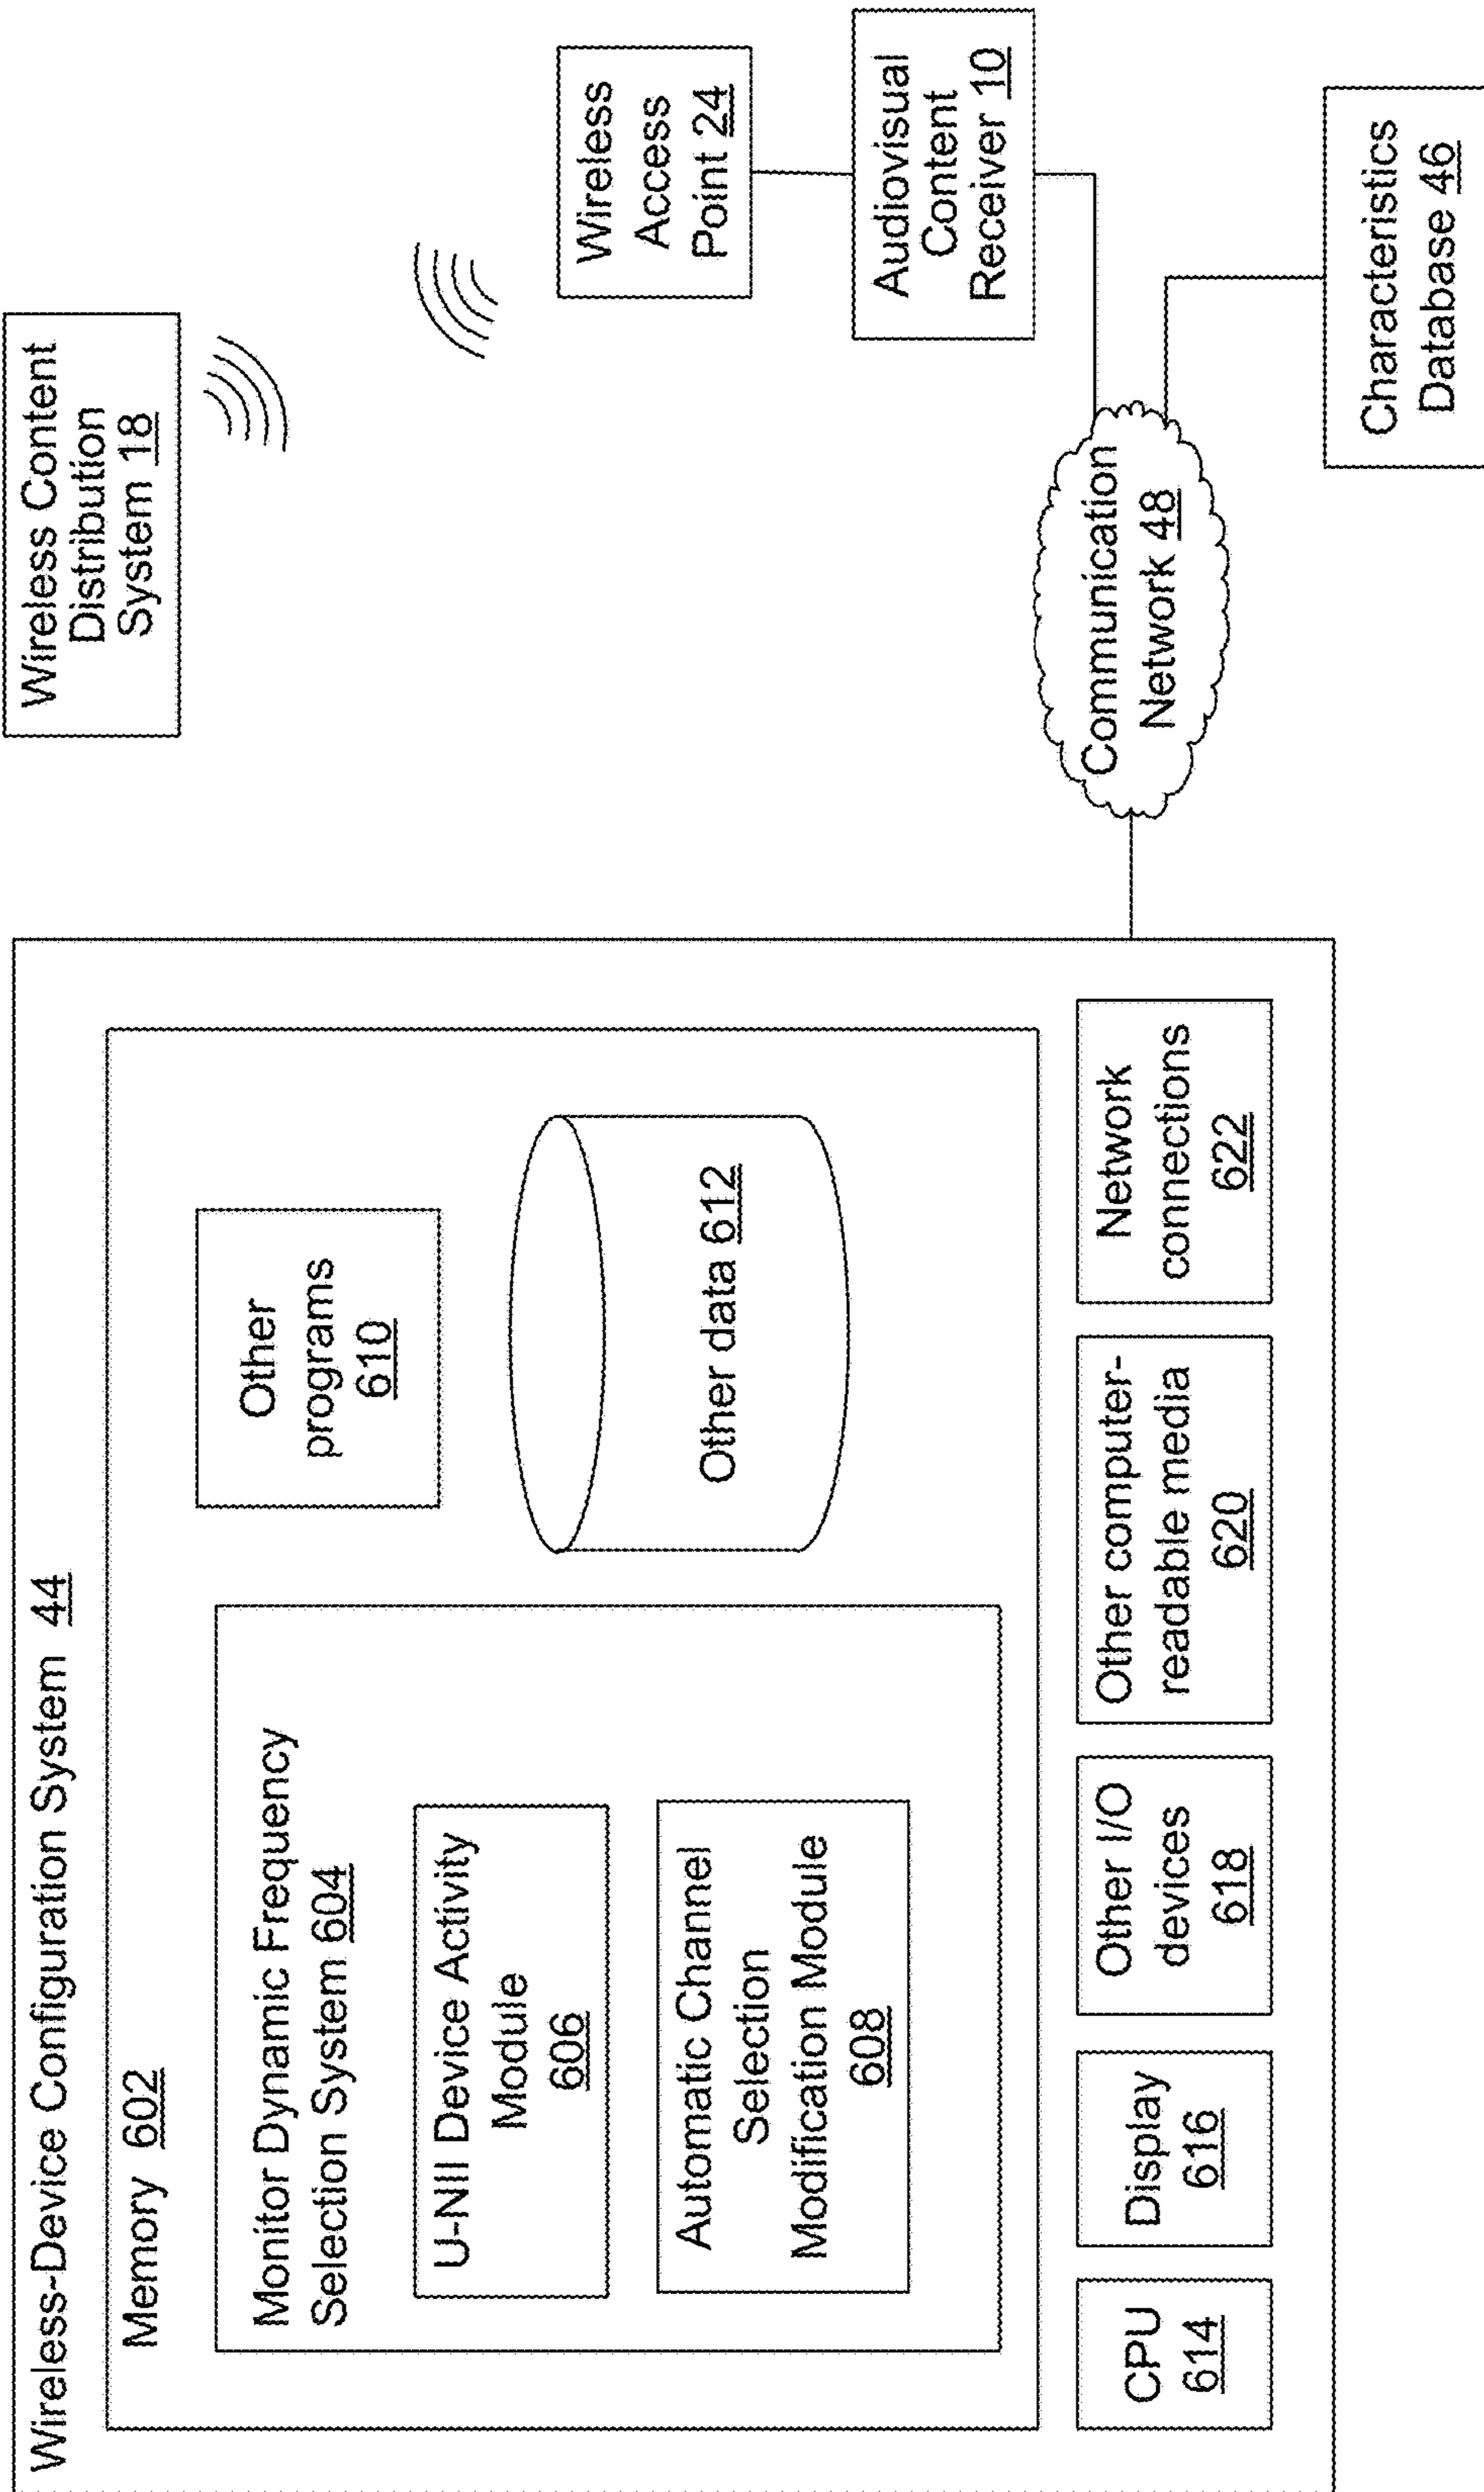 Wireless-Device Configuration System 44
Memory 602
Monitor Dynamic Frequency
Selection System 604
U-NII Device Activity
Module
606
Automatic Channel
Selection
Modification Module
608
Other
programs
610
Other data 612
CPU
614
Display
616
Other I/O
devices
618
Other computer-
readable media
620
Network
connections
622
Wireless Content
Distribution
System 18
Wireless
Access
Point 24
Audiovisual
Content
Receiver 10
Communication
Network 48
Characteristics
Database 46